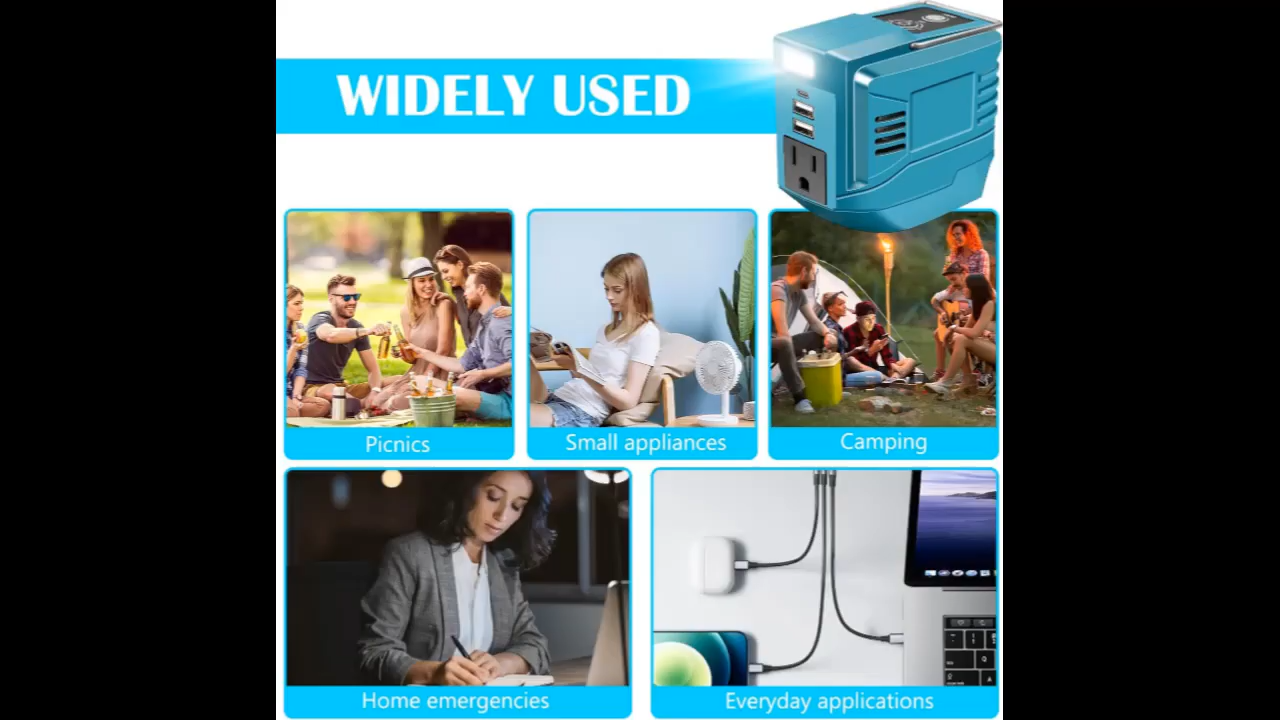 WIDELY USED
Picnics
Small appliances
Camping
Home emergencies
Everyday applications